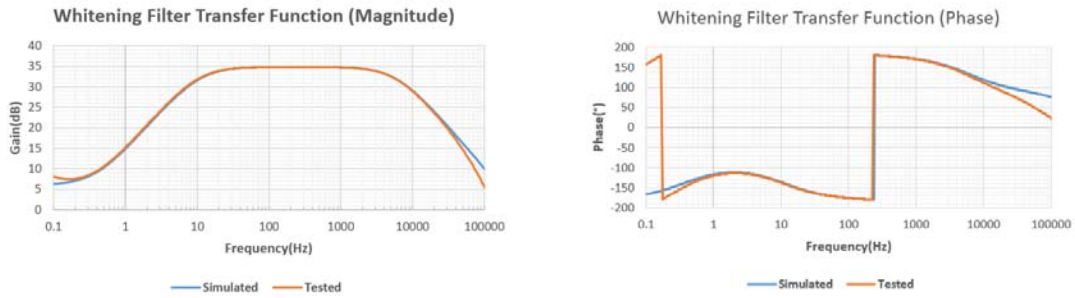 Whitening Filter Transfer Function (Magnitude)
40
35
30
25
20
15
10
5
0
Gain(dB)
0.1 1 10 100 1000 10000 100000
Frequency(Hz)
Simulated Tested
Whitening Filter Transfer Function (Phase)
200
150
100
50
0
-50
-100
-150
-200
Phase(°)
0.1 1 10 100 1000 10000 100000
Frequency(Hz)
Simulated Tested